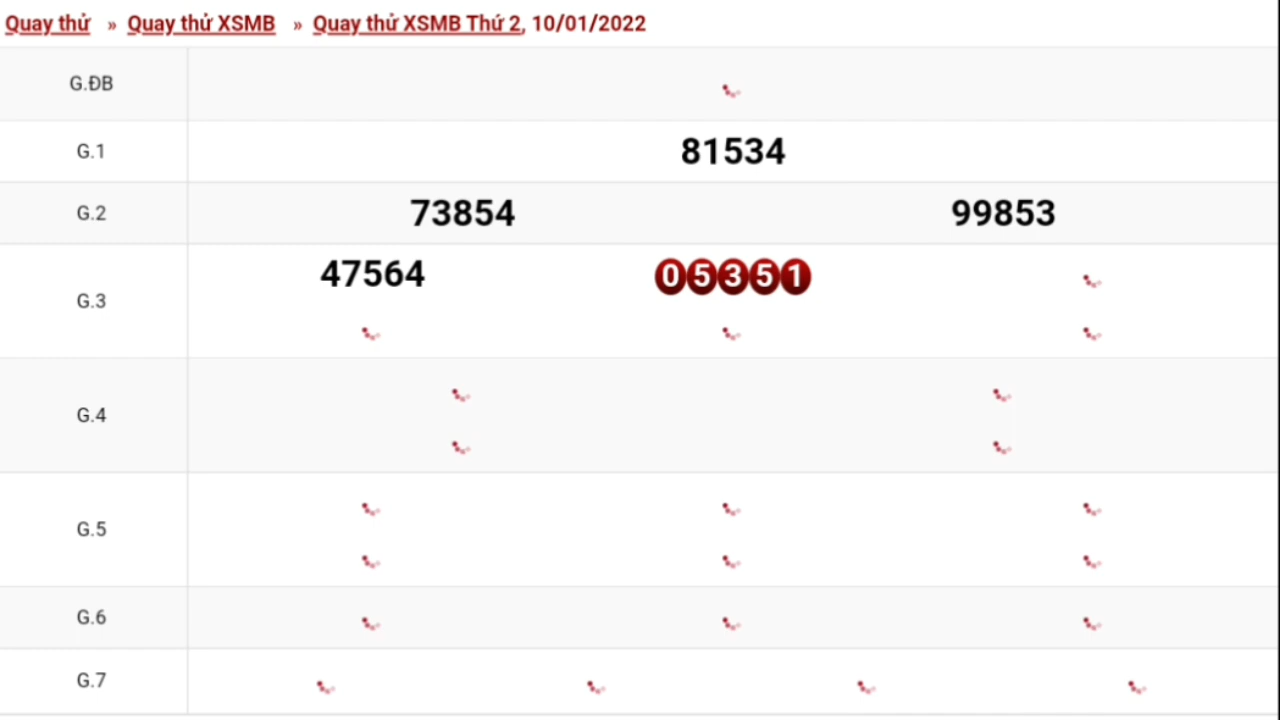 Quay thử » Quay thử XSMB » Quay thử XSMB Thứ 2, 10/01/2022
G.ĐB
G.1 81534
G.2 73854 99853
G.3 47564 05351
G.4
G.5
G.6
G.7